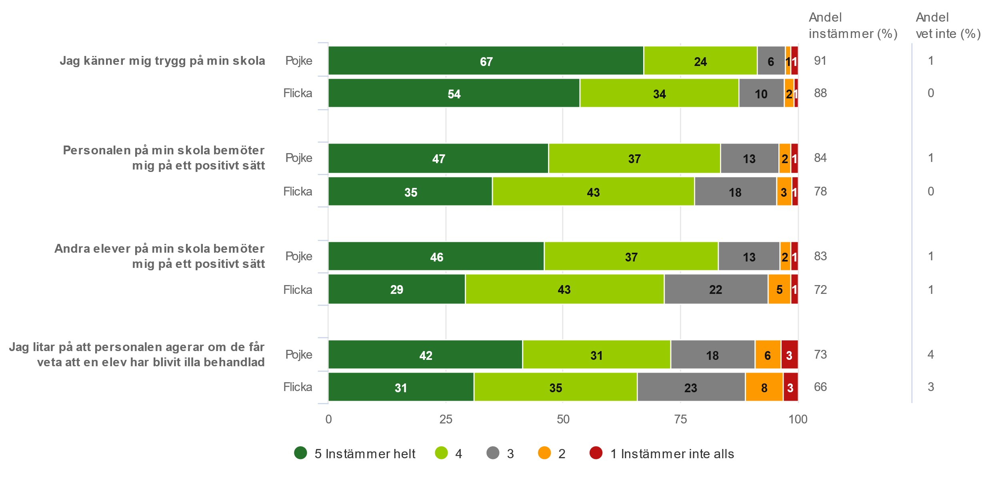 Andel
instämmer (%)
Andel
vet inte (%)
Jag känner mig trygg på min skola
Pojke 67 24 6 1 1 91 1
Flicka 54 34 10 2 1 88 0
Personalen på min skola bemöter
mig på ett positivt sätt
Pojke 47 37 13 2 1 84 1
Flicka 35 43 18 3 1 78 0
Andra elever på min skola bemöter
mig på ett positivt sätt
Pojke 46 37 13 2 1 83 1
Flicka 29 43 22 5 1 72 1
Jag litar på att personalen agerar om de får
veta att en elev har blivit illa behandlad
Pojke 42 31 18 6 3 73 4
Flicka 31 35 23 8 3 66 3
0 25 50 75 100
5 Instämmer helt 4 3 2 1 Instämmer inte alls